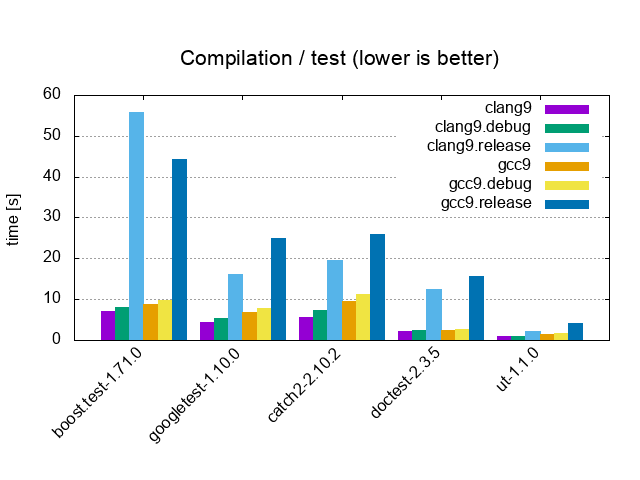 Compilation / test (lower is better)
time [s]
60
50
40
30
20
10
0
clang9
clang9.debug
clang9.release
gcc9
gcc9.debug
gcc9.release
boost.test-1.71.0
googletest-1.10.0
catch2-2.10.2
doctest-2.3.5
ut-1.1.0